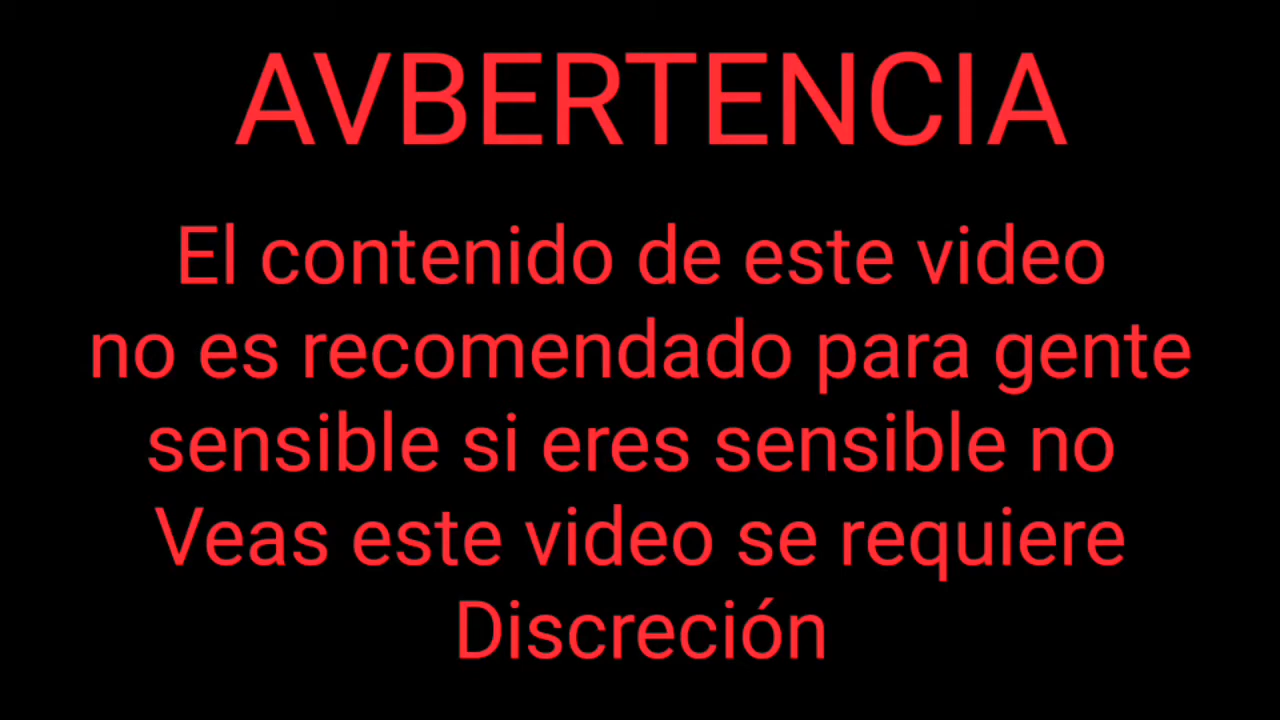 AVBERTENCIA
El contenido de este video
no es recomendado para gente
sensible si eres sensible no
Veas este video se requiere
Discreción